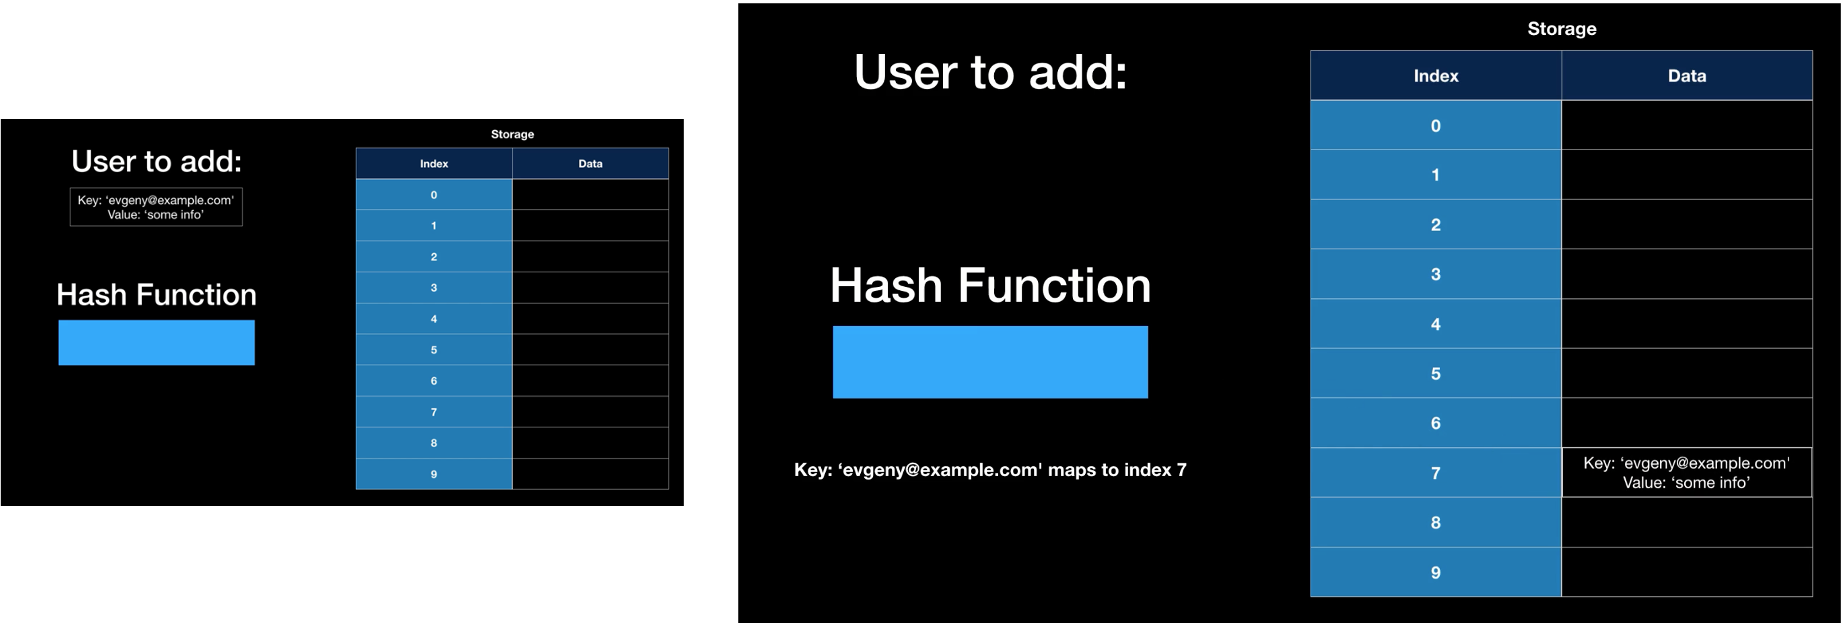 User to add:
Key: ‘evgeny@example.com'
Value: ‘some info’
Hash Function
Storage
Index Data
0
1
2
3
4
5
6
7
8
9
User to add:
Hash Function
Key: ‘evgeny@example.com' maps to index 7
Storage
Index Data
0
1
2
3
4
5
6
7
Key: ‘evgeny@example.com'
Value: ‘some info’
8
9